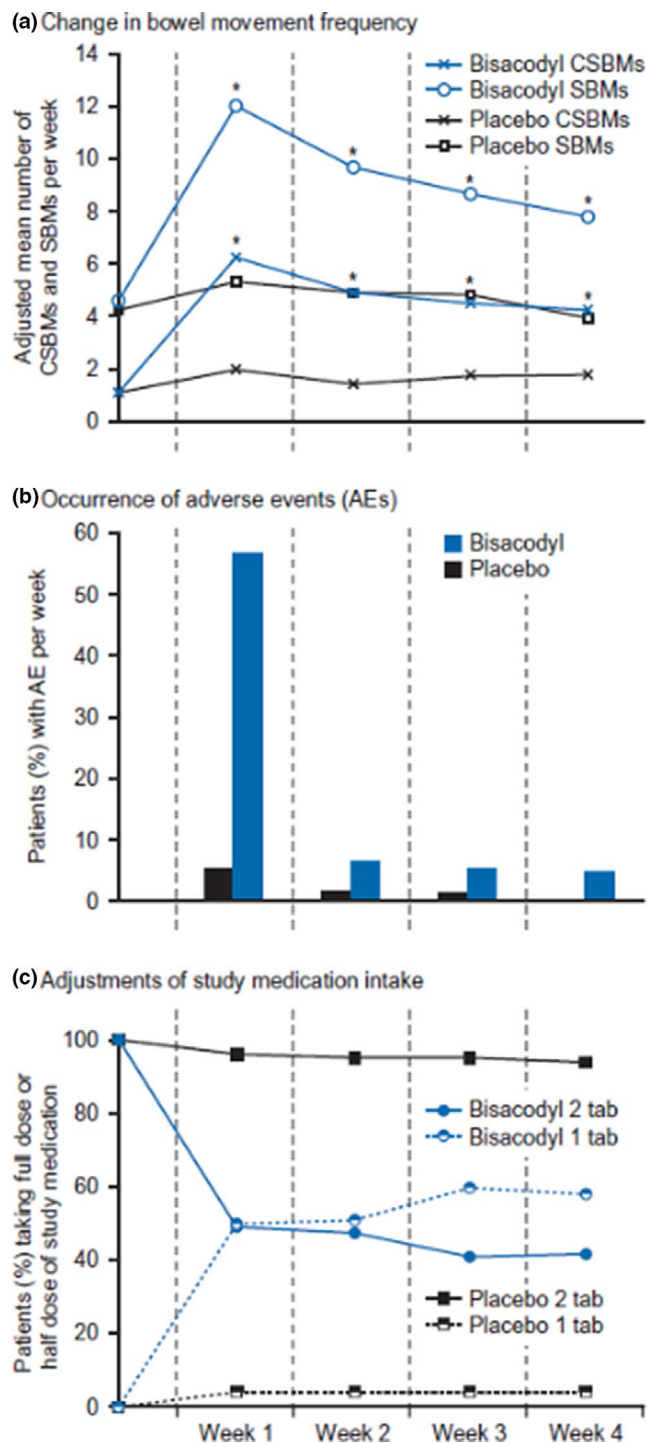 (a) Change in bowel movement frequency
Adjusted mean number of
CSBMs and SBMs per week
14
12
10
8
6
4
2
0
Bisacodyl CSBMs
Bisacodyl SBMs
Placebo CSBMs
Placebo SBMs
*
*
*
*
*
*
*
*
(b) Occurrence of adverse events (AEs)
Patients (%) with AE per week
60
50
40
30
20
10
0
Bisacodyl
Placebo
(c) Adjustments of study medication intake
Patients (%) taking full dose or
half dose of study medication
100
80
60
40
20
0
Bisacodyl 2 tab
Bisacodyl 1 tab
Placebo 2 tab
Placebo 1 tab
Week 1 Week 2 Week 3 Week 4